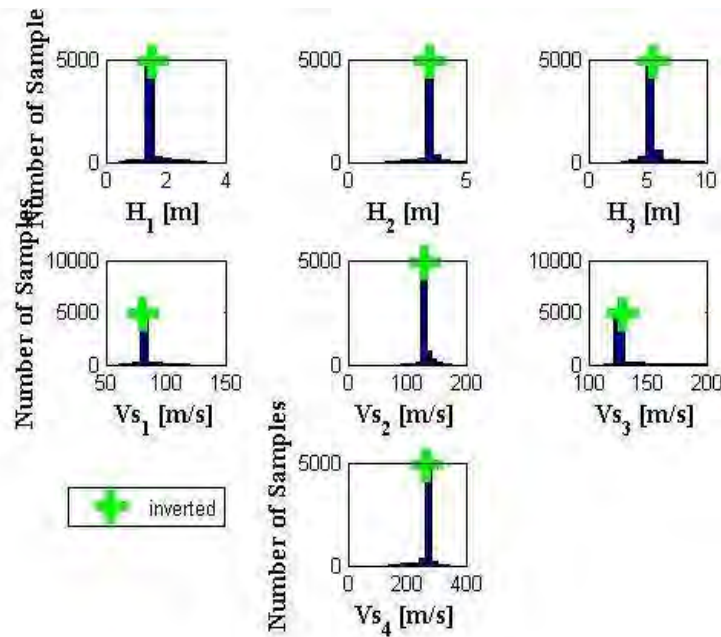 Number of Sample
5000
0
0 2 4
H1 [m]
5000
0
0 5
H2 [m]
5000
0
0 5 10
H3 [m]
Number of Samples
10000
5000
0
50 100 150
Vs1 [m/s]
5000
0
0 100 200
Vs2 [m/s]
10000
5000
0
100 150 200
Vs3 [m/s]
inverted
Number of Samples
5000
0
0 200 400
Vs4 [m/s]